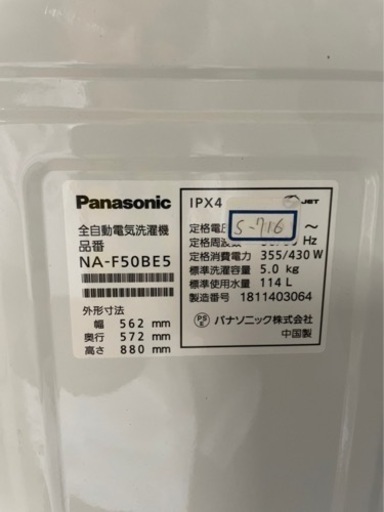 Panasonic
全自動電気洗濯機
品番
NA-F50BE5
外形寸法
幅 562 mm
奥行 572 mm
高さ 880 mm
IPX4
JET
S-716
定格電圧 ~
定格周波数 Hz
定格消費電力 355/430 W
標準洗濯容量 5.0 kg
標準使用水量 114 L
製造番号 1811403064
PS E
パナソニック株式会社
中国製